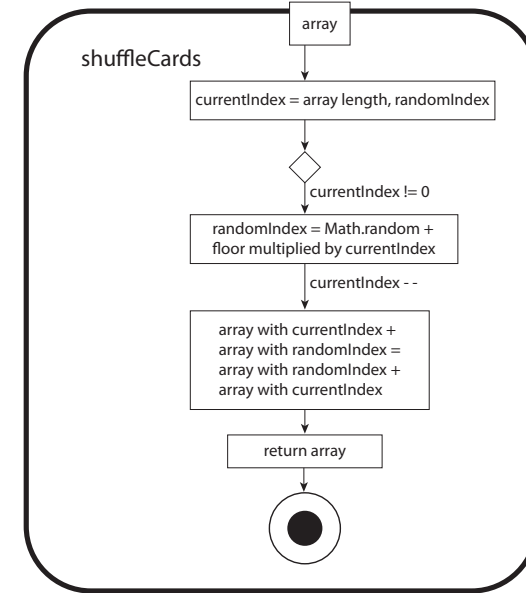 array
shuffleCards
currentIndex = array length, randomIndex
currentIndex != 0
randomIndex = Math.random +
floor multiplied by currentIndex
currentIndex - -
array with currentIndex +
array with randomIndex =
array with randomIndex +
array with currentIndex
return array